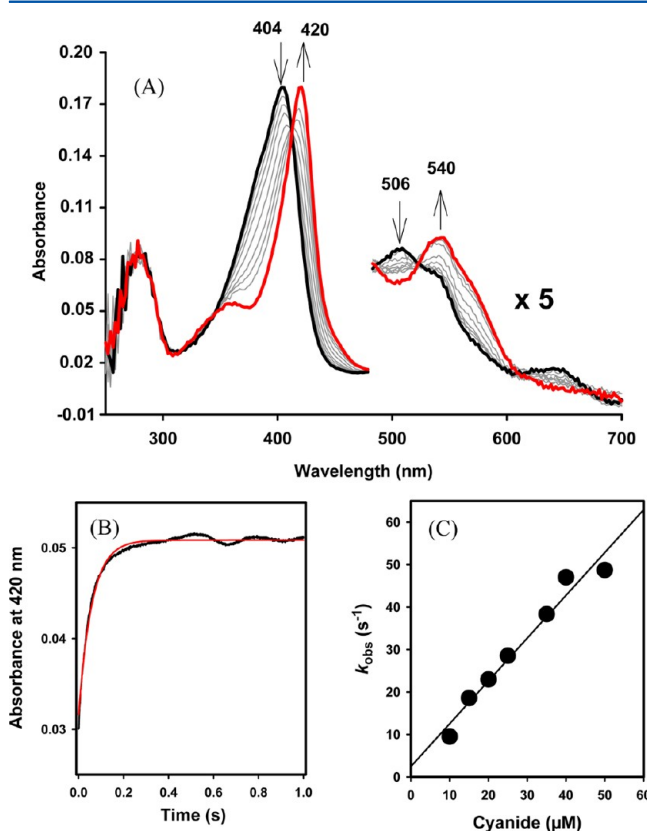 404 420
0.20
(A)
0.17
0.14
506 540
0.11
Absorbance
0.08
x 5
0.05
0.02
-0.01
300 400 500 600 700
Wavelength (nm)
(B)
0.05
Absorbance at 420 nm
0.04
0.03
0.0 0.2 0.4 0.6 0.8 1.0
Time (s)
(C)
60
50
kobs (s⁻¹)
40
30
20
10
0
0 10 20 30 40 50 60
Cyanide (µM)